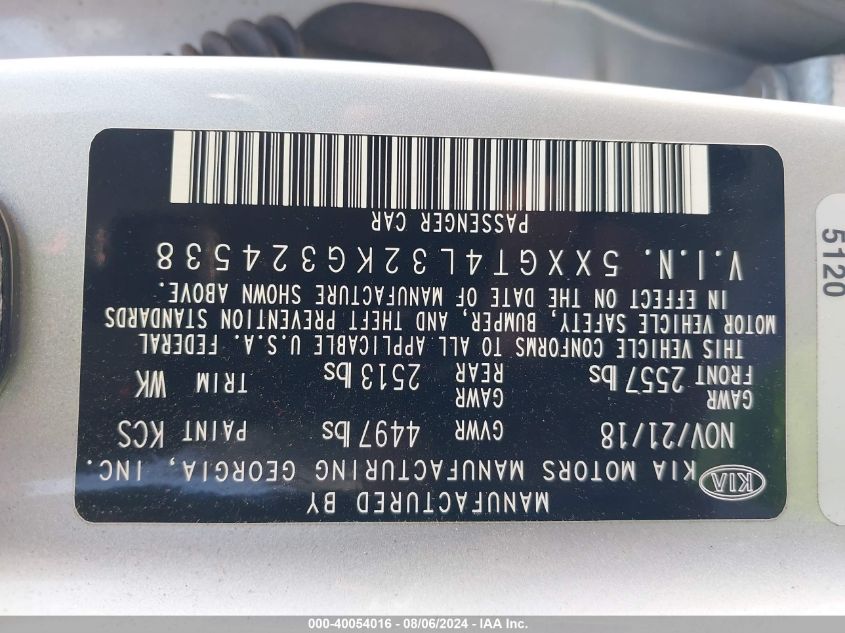 MANUFACTURED BY
KIA KIA MOTORS MANUFACTURING GEORGIA, INC.
NOV/21/18 GVWR 4497 lbs PAINT KCS
GAWR FRONT 2557 lbs GAWR REAR 2513 lbs TRIM WK
THIS VEHICLE CONFORMS TO ALL APPLICABLE U.S.A. FEDERAL
MOTOR VEHICLE SAFETY, BUMPER, AND THEFT PREVENTION STANDARDS
IN EFFECT ON THE DATE OF MANUFACTURE SHOWN ABOVE.
V.I.N. 5XXGT4L32KG324538
PASSENGER CAR
5120
000-40054016 - 08/06/2024 - IAA Inc.